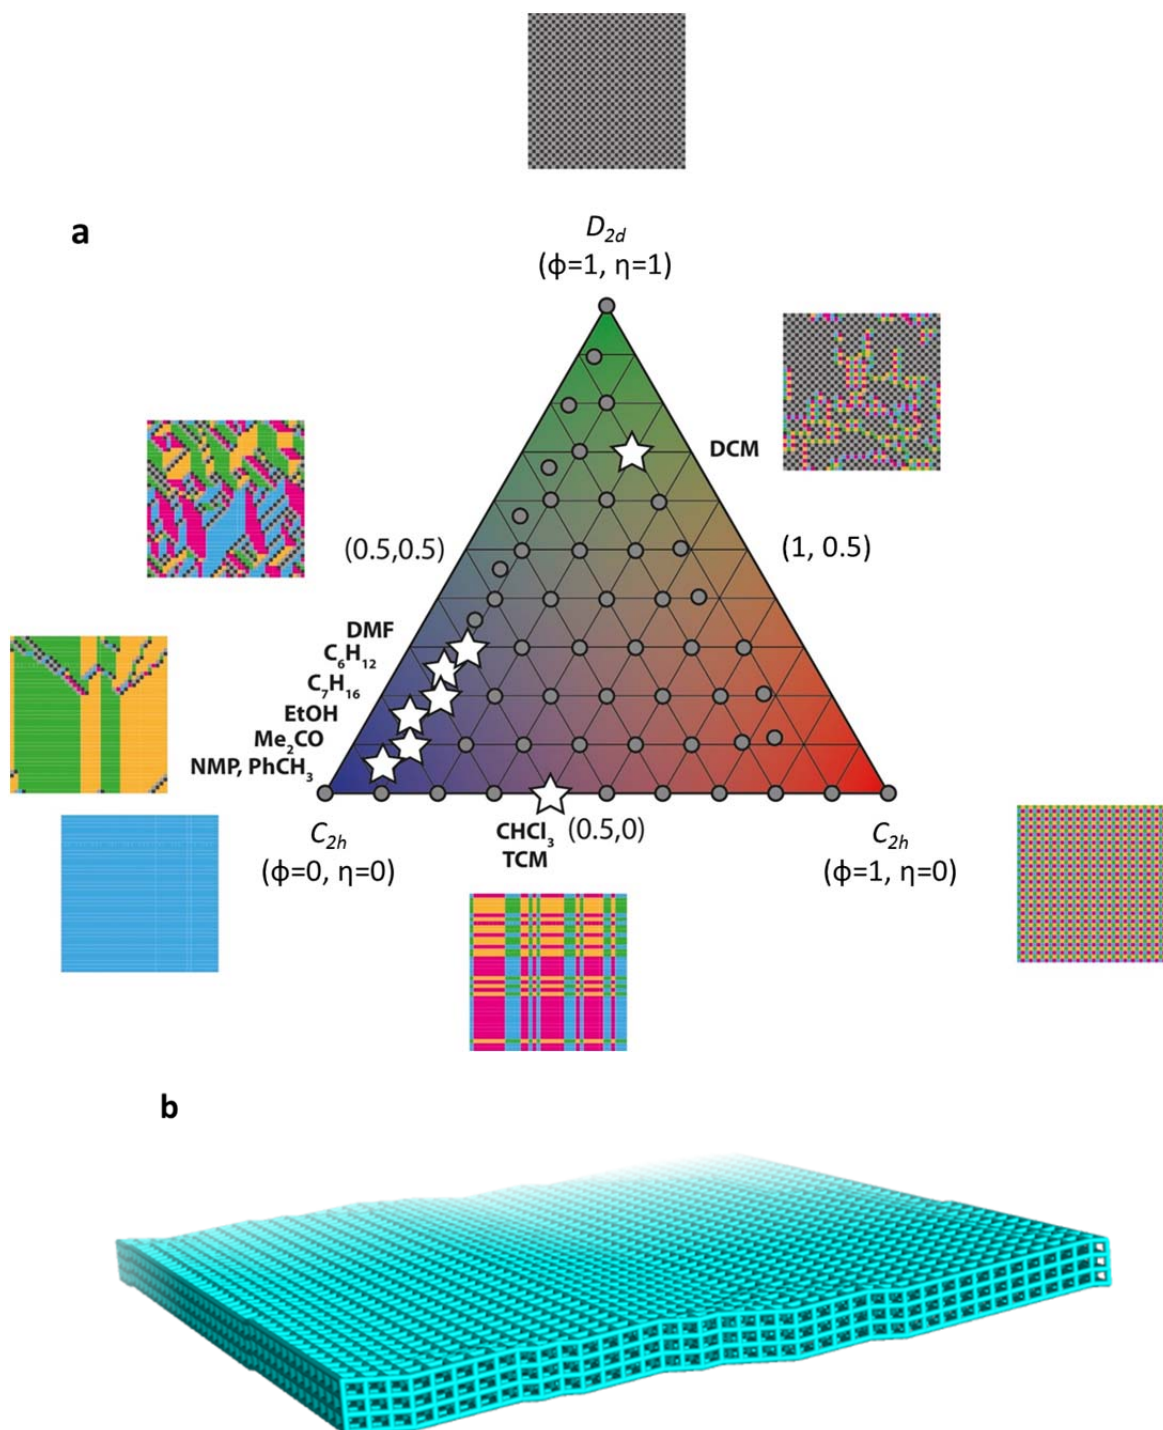 a
D2d
(ϕ=1, η=1)
DCM
(0.5,0.5)
(1, 0.5)
DMF
C6H12
C7H16
EtOH
Me2CO
NMP, PhCH3
C2h
(ϕ=0, η=0)
CHCl3 (0.5,0)
TCM
C2h
(ϕ=1, η=0)
b